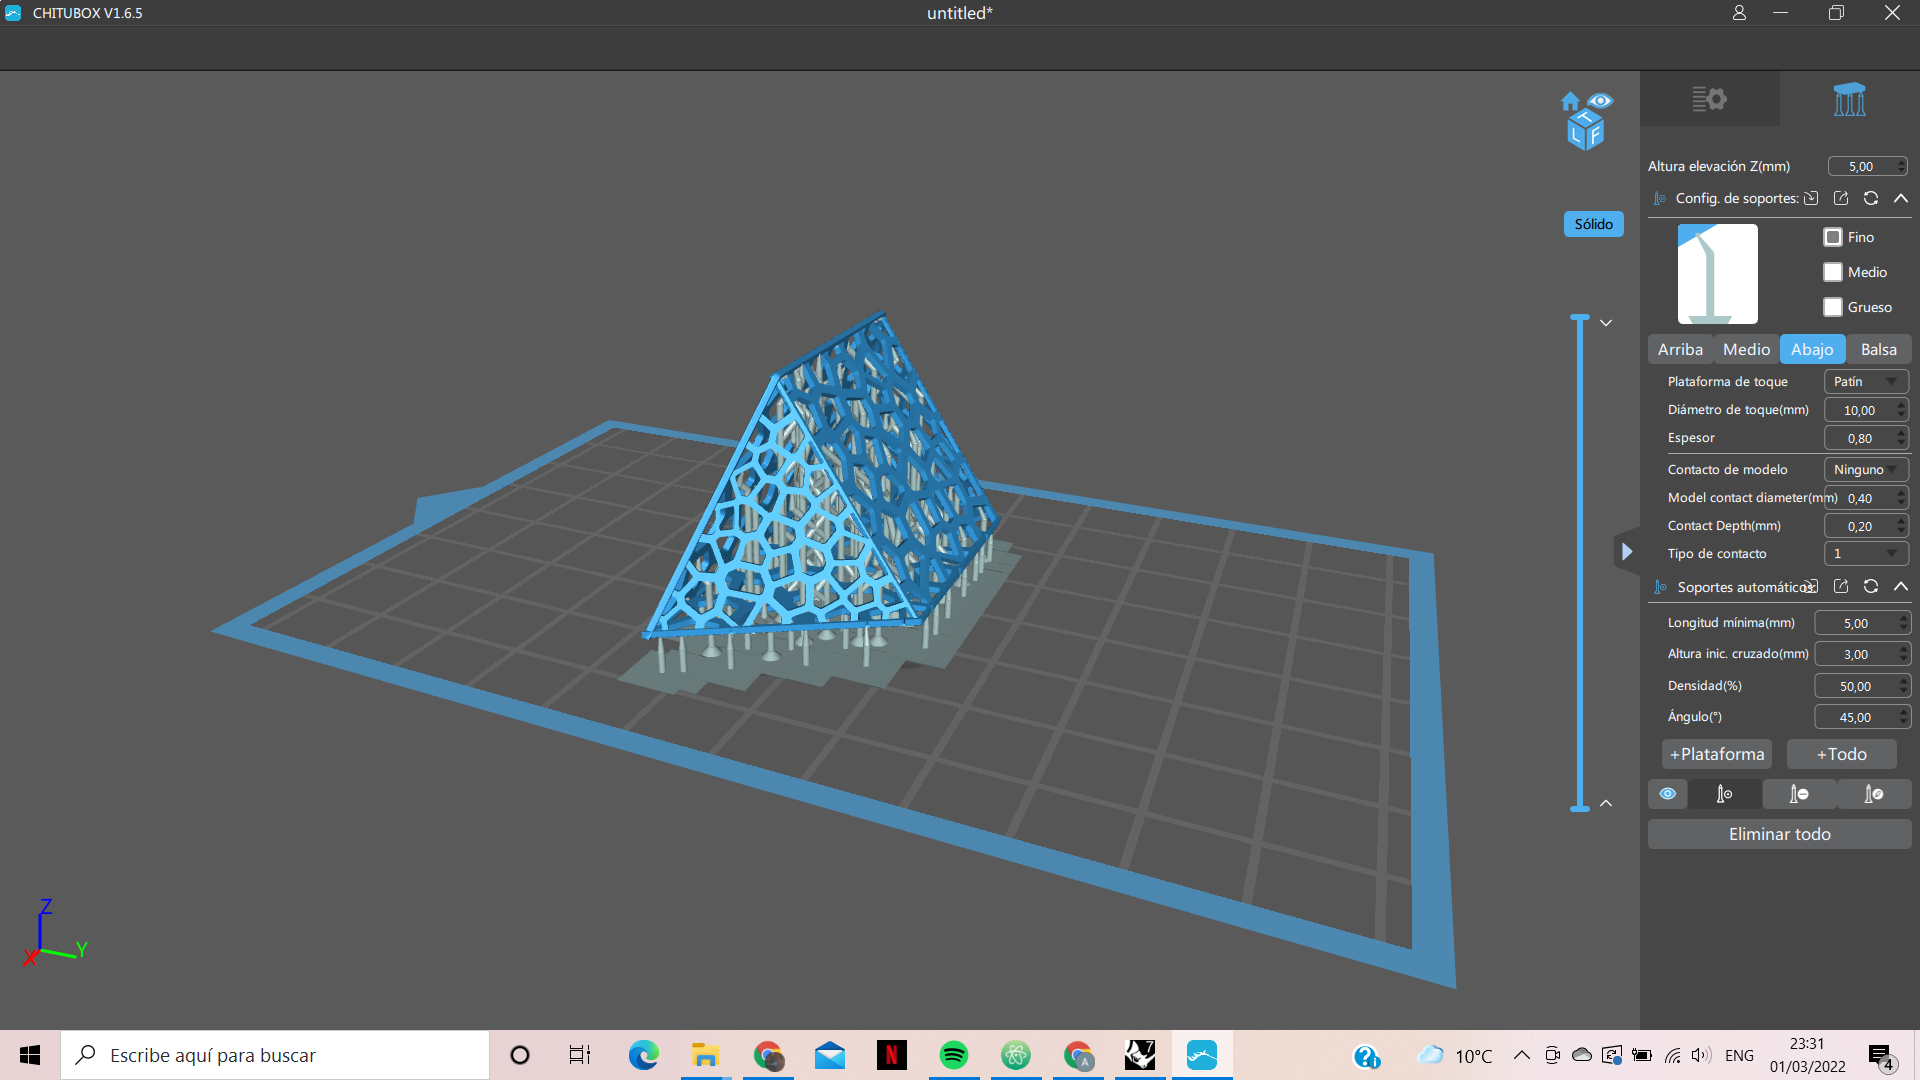 CHITUBOX V1.6.5
untitled*
T
L F
Sólido
Altura elevación Z(mm) 5,00
Config. de soportes:
Fino
Medio
Grueso
Arriba Medio Abajo Balsa
Plataforma de toque Patín
Diámetro de toque(mm) 10,00
Espesor 0,80
Contacto de modelo Ninguno
Model contact diameter(mm) 0,40
Contact Depth(mm) 0,20
Tipo de contacto 1
Soportes automáticos:
Longitud mínima(mm) 5,00
Altura inic. cruzado(mm) 3,00
Densidad(%) 50,00
Ángulo(°) 45,00
+Plataforma +Todo
Eliminar todo
Z
X Y
Escribe aquí para buscar
N
A
7
10°C
ENG
23:31
01/03/2022
4